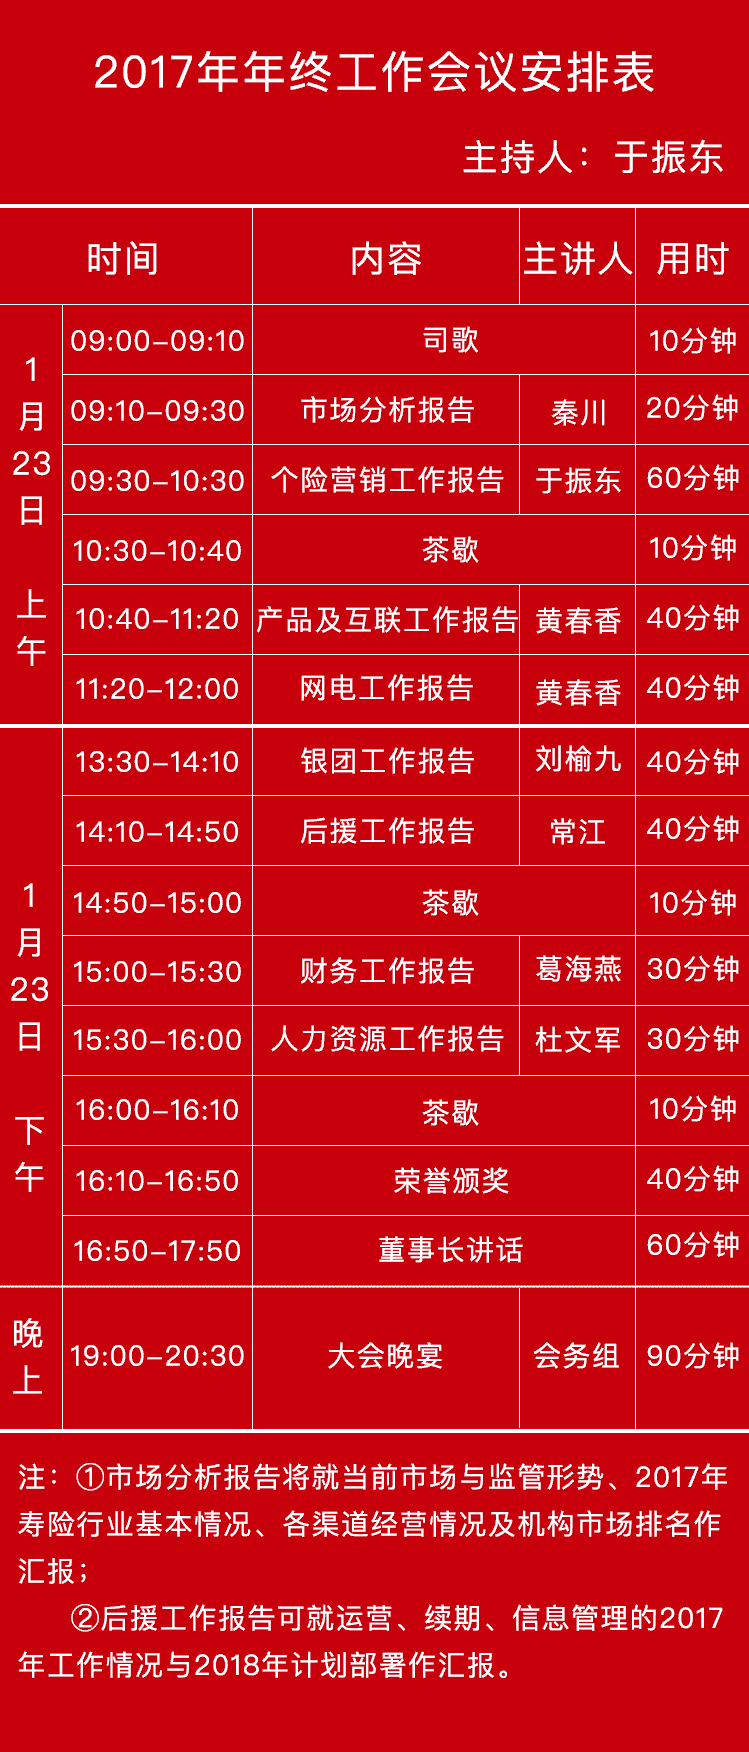 2017年年终工作会议安排表
主持人：于振东
时间 内容 主讲人 用时
1月23日 上午
09:00-09:10 司歌 10分钟
09:10-09:30 市场分析报告 秦川 20分钟
09:30-10:30 个险营销工作报告 于振东 60分钟
10:30-10:40 茶歇 10分钟
10:40-11:20 产品及互联工作报告 黄春香 40分钟
11:20-12:00 网电工作报告 黄春香 40分钟
1月23日 下午
13:30-14:10 银团工作报告 刘榆九 40分钟
14:10-14:50 后援工作报告 常江 40分钟
14:50-15:00 茶歇 10分钟
15:00-15:30 财务工作报告 葛海燕 30分钟
15:30-16:00 人力资源工作报告 杜文军 30分钟
16:00-16:10 茶歇 10分钟
16:10-16:50 荣誉颁奖 40分钟
16:50-17:50 董事长讲话 60分钟
晚上
19:00-20:30 大会晚宴 会务组 90分钟
注：①市场分析报告将就当前市场与监管形势、2017年
寿险行业基本情况、各渠道经营情况及机构市场排名作
汇报；
②后援工作报告可就运营、续期、信息管理的2017
年工作情况与2018年计划部署作汇报。